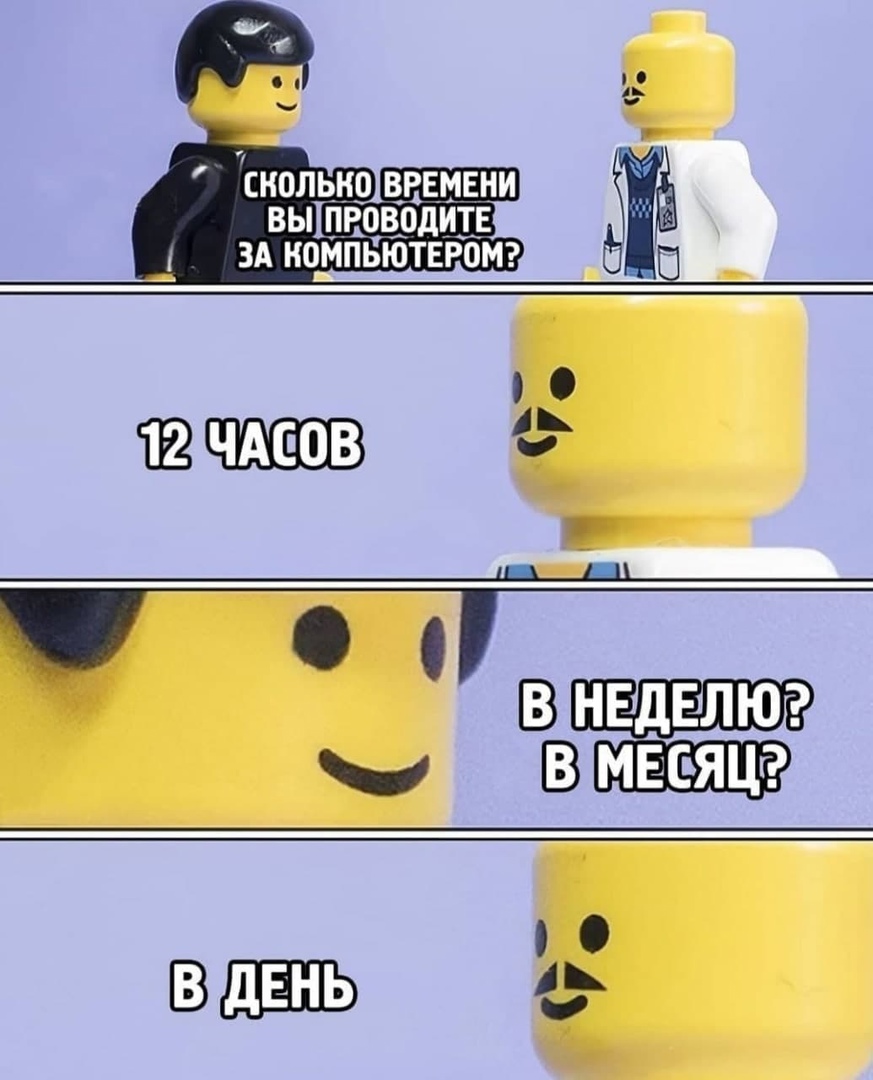 СКОЛЬКО ВРЕМЕНИ
ВЫ ПРОВОДИТЕ
ЗА КОМПЬЮТЕРОМ?
12 ЧАСОВ
В НЕДЕЛЮ?
В МЕСЯЦ?
В ДЕНЬ